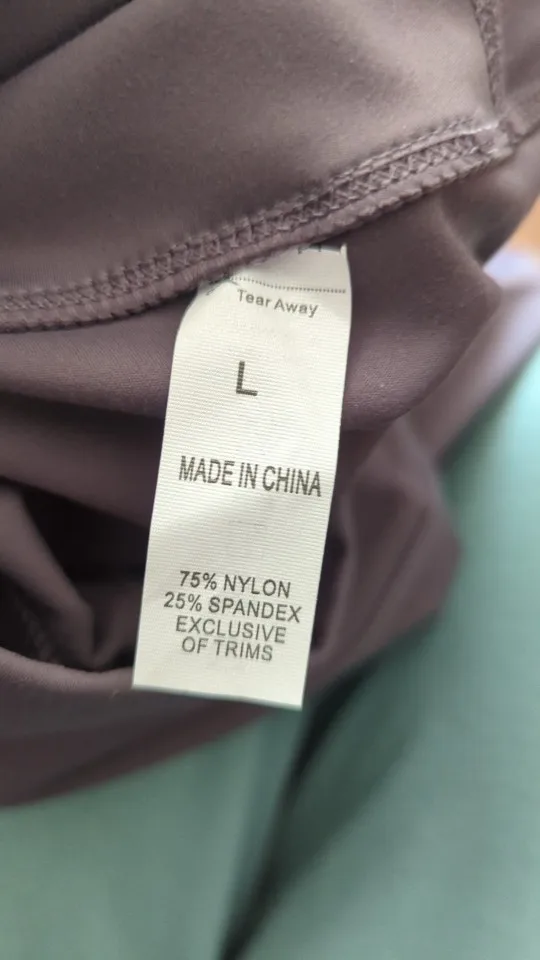 Tear Away
L
MADE IN CHINA
75% NYLON
25% SPANDEX
EXCLUSIVE
OF TRIMS